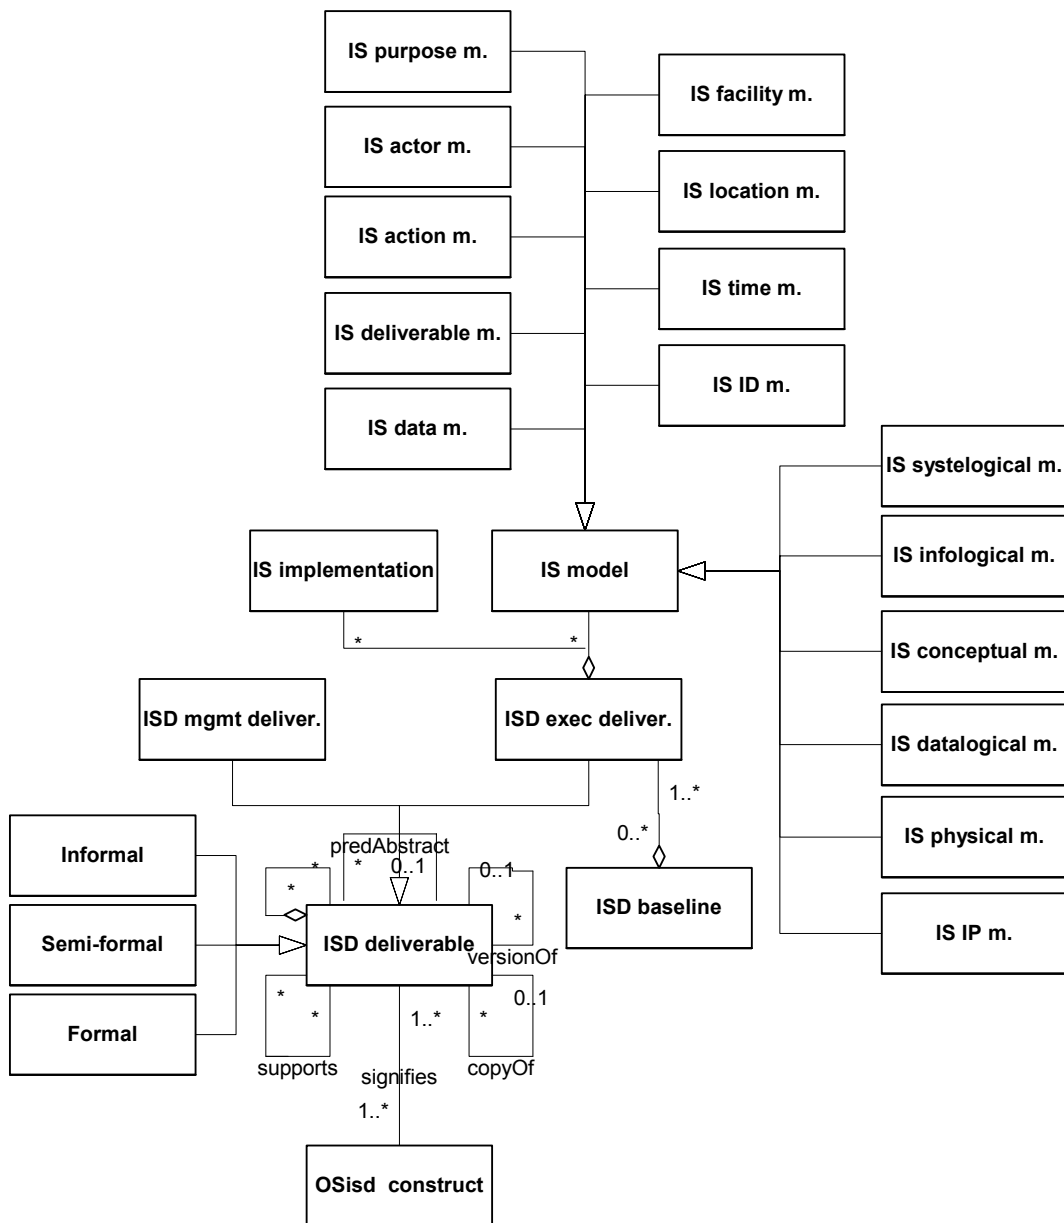 IS purpose m.
IS facility m.
IS actor m.
IS location m.
IS action m.
IS time m.
IS deliverable m.
IS ID m.
IS data m.
IS systelogical m.
IS infological m.
IS implementation
IS model
* *
IS conceptual m.
ISD mgmt deliver.
ISD exec deliver.
IS datalogical m.
1..*
0..*
IS physical m.
predAbstract
Informal
* * 0..1 0..1
*
ISD baseline
*
IS IP m.
Semi-formal
ISD deliverable
versionOf
* 0..1
* 1..* *
Formal
supports
signifies
copyOf
1..*
OSisd construct